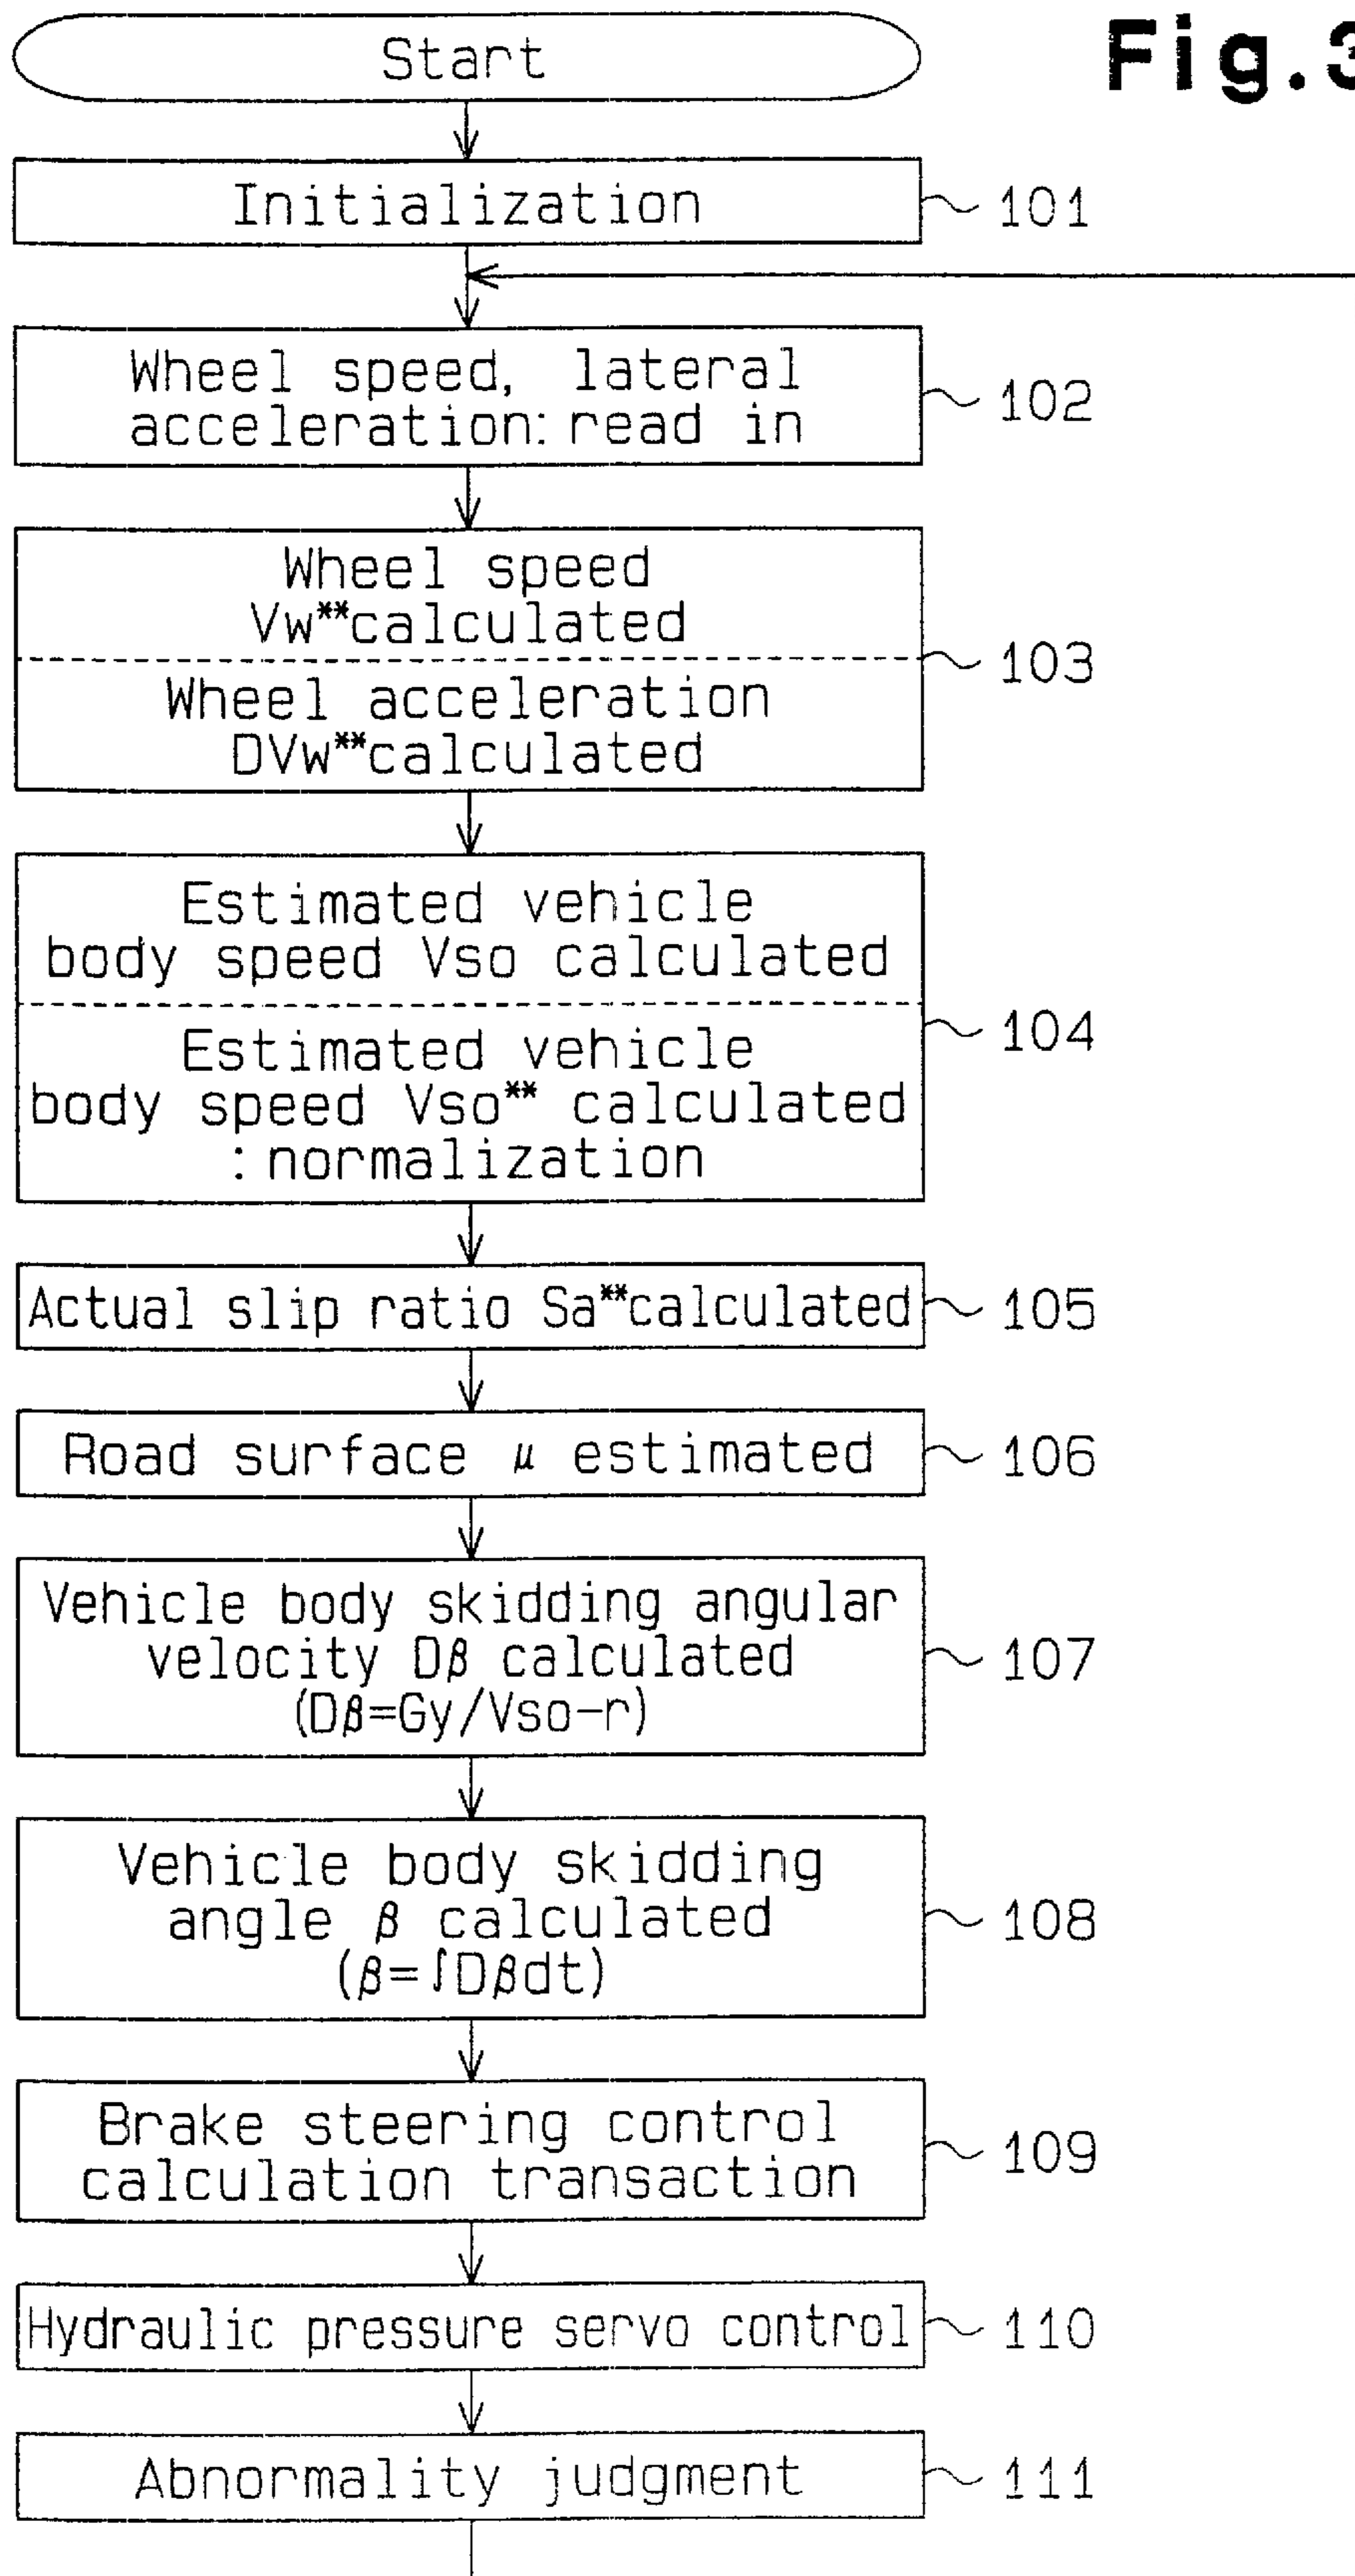 Fig.3
Start
Initialization
101
Wheel speed, lateral
acceleration: read in
102
Wheel speed
Vw**calculated
Wheel acceleration
DVw**calculated
103
Estimated vehicle
body speed Vso calculated
Estimated vehicle
body speed Vso** calculated
:normalization
104
Actual slip ratio Sa**calculated
105
Road surface μ estimated
106
Vehicle body skidding angular
velocity Dβ calculated
(Dβ=Gy/Vso-r)
107
Vehicle body skidding
angle β calculated
(β=∫Dβdt)
108
Brake steering control
calculation transaction
109
Hydraulic pressure servo control
110
Abnormality judgment
111